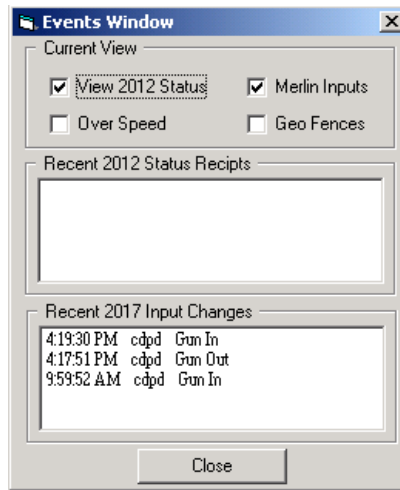 Events Window
Current View
View 2012 Status Merlin Inputs
Over Speed Geo Fences
Recent 2012 Status Recipts
Recent 2017 Input Changes
4:19:30 PM cdpd Gun In
4:17:51 PM cdpd Gun Out
9:59:52 AM cdpd Gun In
Close